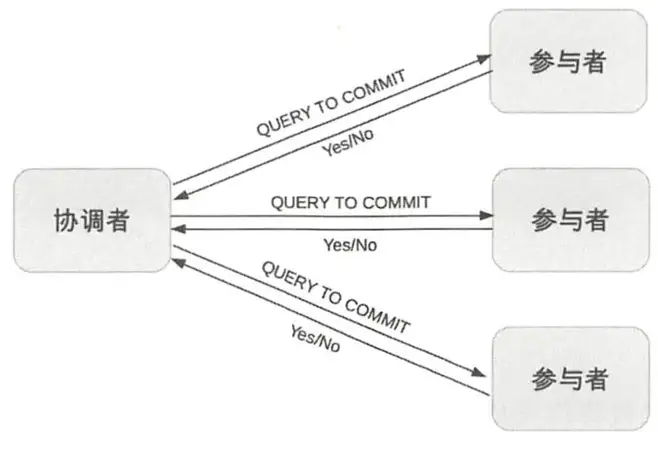 参与者
QUERY TO COMMIT
Yes/No
协调者
QUERY TO COMMIT
Yes/No
参与者
QUERY TO COMMIT
Yes/No
参与者